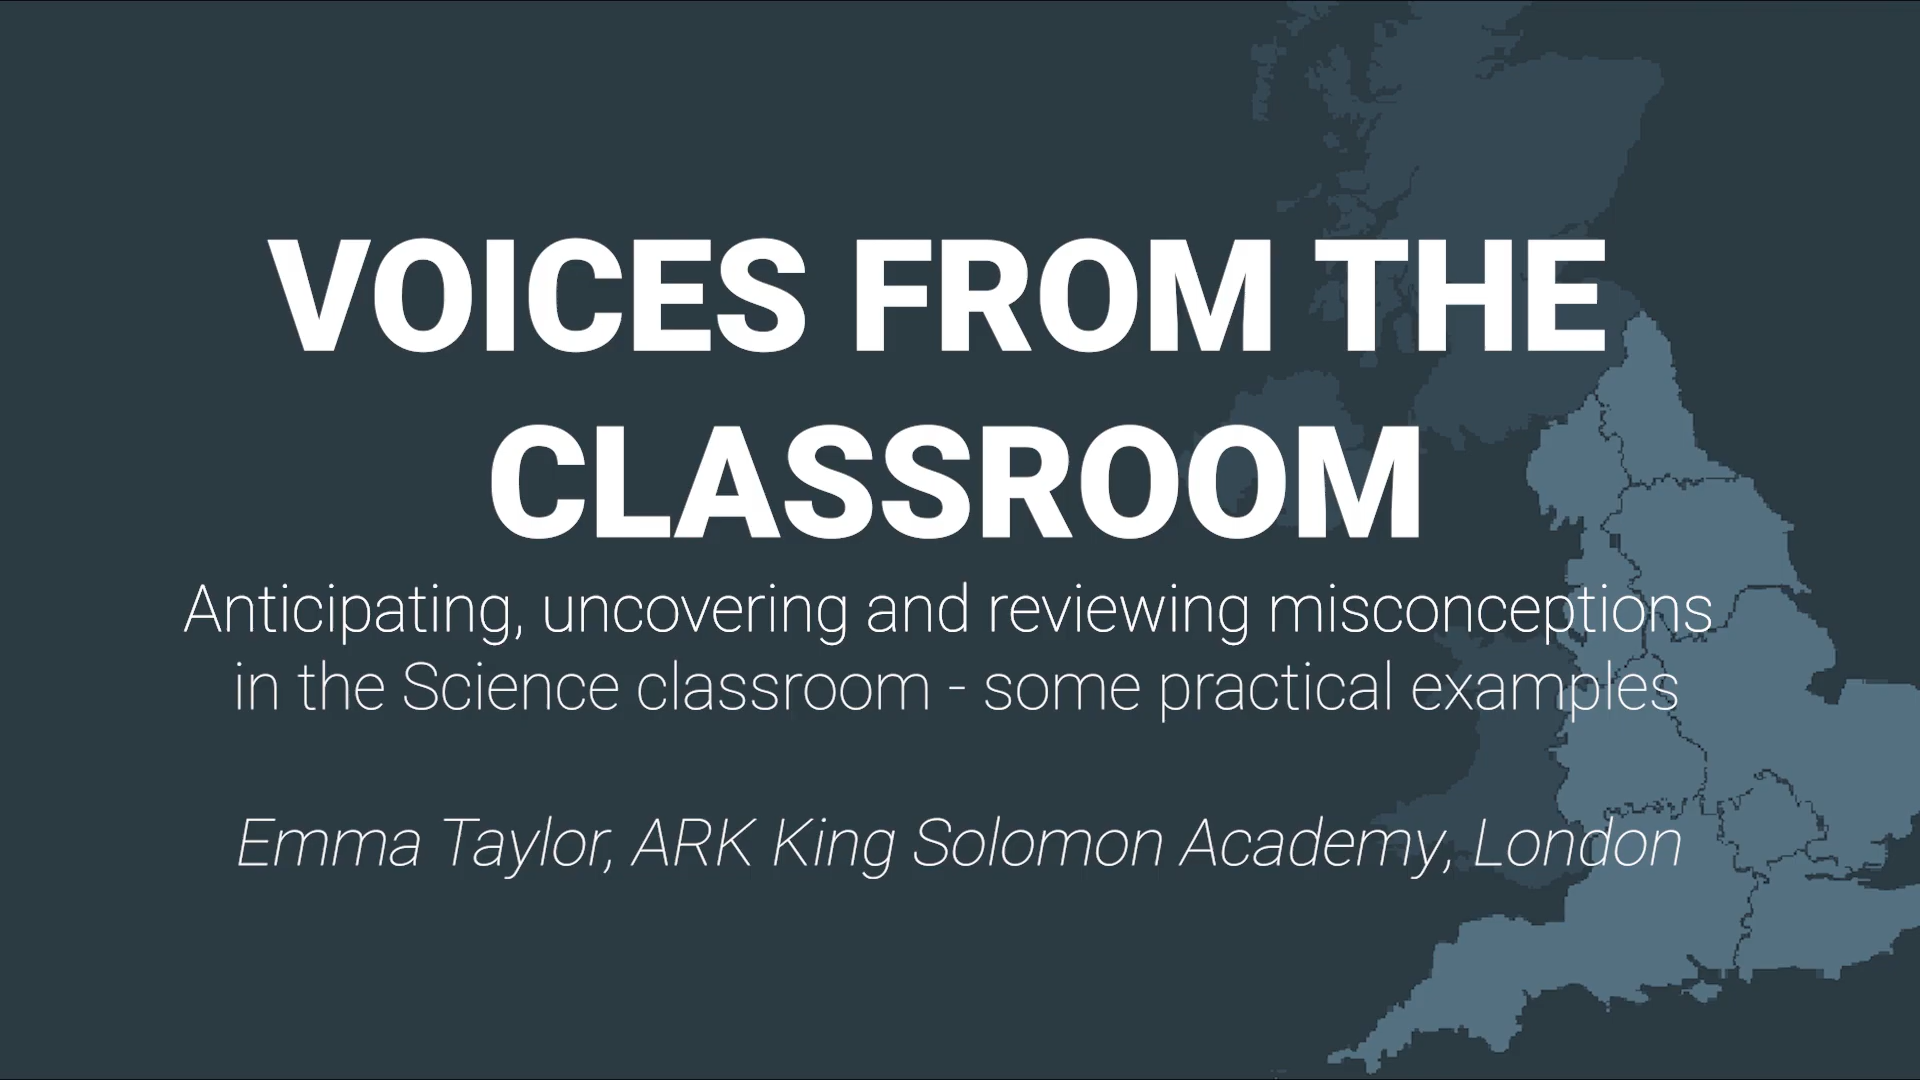 VOICES FROM THE
CLASSROOM
Anticipating, uncovering and reviewing misconceptions
in the Science classroom - some practical examples
Emma Taylor, ARK King Solomon Academy, London